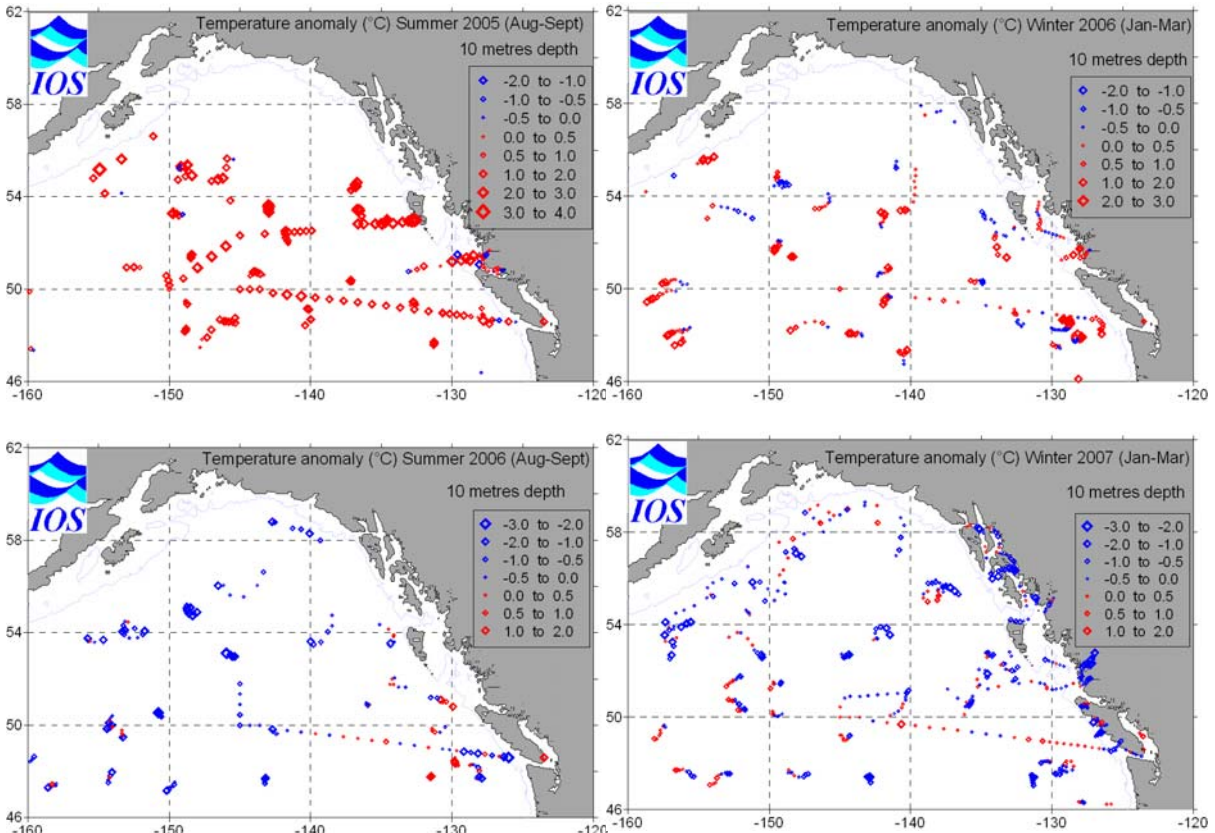 Temperature anomaly (°C) Summer 2005 (Aug-Sept)
10 metres depth
IOS
-2.0 to -1.0
-1.0 to -0.5
-0.5 to 0.0
0.0 to 0.5
0.5 to 1.0
1.0 to 2.0
2.0 to 3.0
3.0 to 4.0
62
58
54
50
46
-160 -150 -140 -130 -120
Temperature anomaly (°C) Winter 2006 (Jan-Mar)
10 metres depth
IOS
-2.0 to -1.0
-1.0 to -0.5
-0.5 to 0.0
0.0 to 0.5
0.5 to 1.0
1.0 to 2.0
2.0 to 3.0
62
58
54
50
46
-160 -150 -140 -130 -120
Temperature anomaly (°C) Summer 2006 (Aug-Sept)
10 metres depth
IOS
-3.0 to -2.0
-2.0 to -1.0
-1.0 to -0.5
-0.5 to 0.0
0.0 to 0.5
0.5 to 1.0
1.0 to 2.0
62
58
54
50
46
-160 -150 -140 -130 -120
Temperature anomaly (°C) Winter 2007 (Jan-Mar)
10 metres depth
IOS
-3.0 to -2.0
-2.0 to -1.0
-1.0 to -0.5
-0.5 to 0.0
0.0 to 0.5
0.5 to 1.0
1.0 to 2.0
62
58
54
50
46
-160 -150 -140 -130 -120